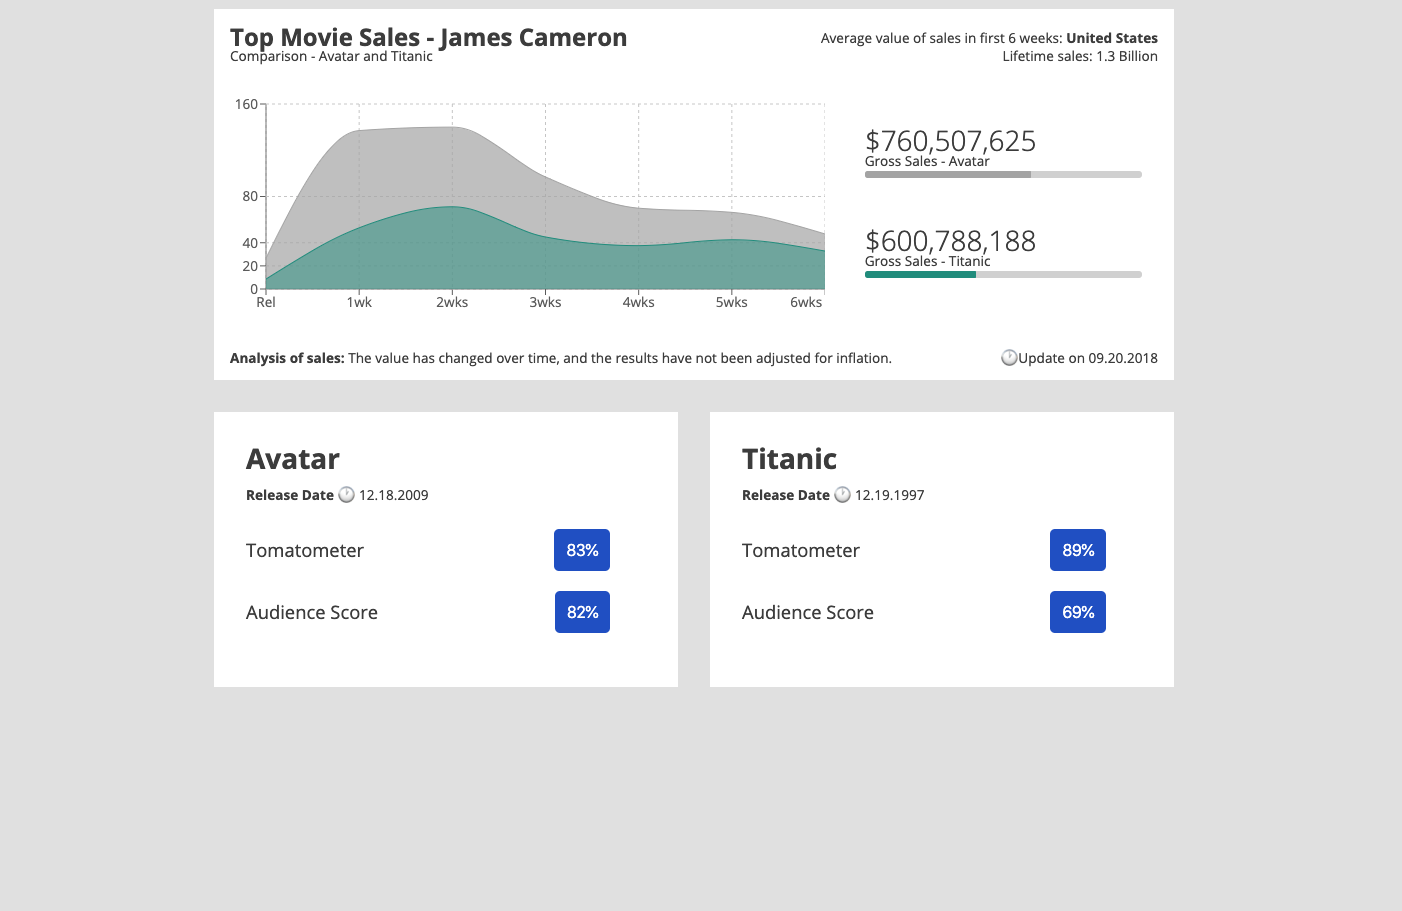 Top Movie Sales - James Cameron
Comparison - Avatar and Titanic
Average value of sales in first 6 weeks: United States
Lifetime sales: 1.3 Billion
160
80
40
20
0
Rel 1wk 2wks 3wks 4wks 5wks 6wks
$760,507,625
Gross Sales - Avatar
$600,788,188
Gross Sales - Titanic
Analysis of sales: The value has changed over time, and the results have not been adjusted for inflation.
Update on 09.20.2018
Avatar
Release Date 12.18.2009
Tomatometer 83%
Audience Score 82%
Titanic
Release Date 12.19.1997
Tomatometer 89%
Audience Score 69%